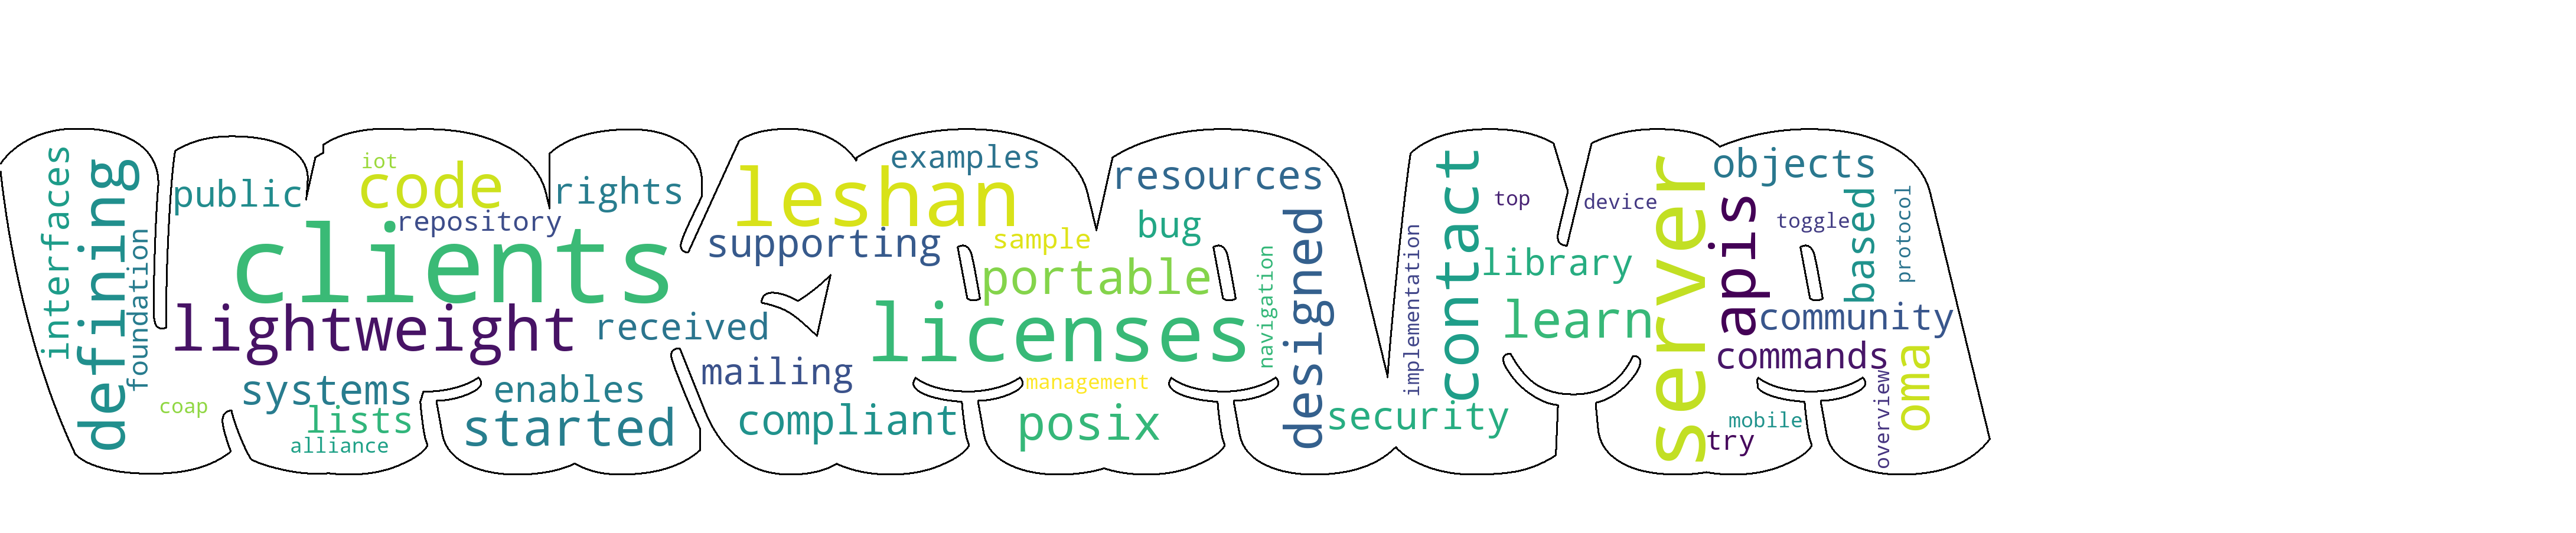 interfaces
defining
foundation
public
iot
code
repository
rights
clients
lightweight
received
systems
enables
coap
lists
started
alliance
leshan
examples
supporting
sample
resources
bug
portable
licenses
navigation
designed
mailing
management
compliant
posix
security
implementation
contact
top
library
learn
device
server
apis
objects
toggle
based
protocol
community
commands
oma
overview
mobile
try